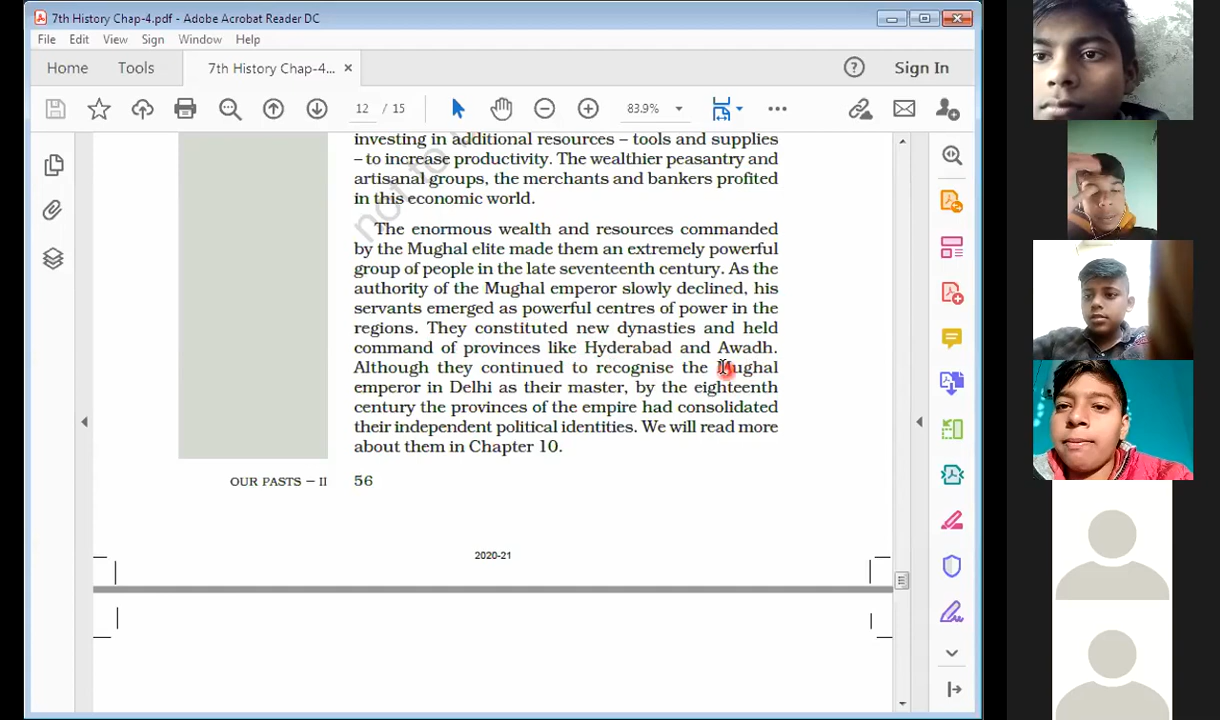 7th History Chap-4.pdf - Adobe Acrobat Reader DC
File Edit View Sign Window Help
Home Tools 7th History Chap-4... × Sign In
12 / 15 83.9%
investing in additional resources – tools and supplies
– to increase productivity. The wealthier peasantry and
artisanal groups, the merchants and bankers profited
in this economic world.
not to
The enormous wealth and resources commanded
by the Mughal elite made them an extremely powerful
group of people in the late seventeenth century. As the
authority of the Mughal emperor slowly declined, his
servants emerged as powerful centres of power in the
regions. They constituted new dynasties and held
command of provinces like Hyderabad and Awadh.
Although they continued to recognise the Mughal
emperor in Delhi as their master, by the eighteenth
century the provinces of the empire had consolidated
their independent political identities. We will read more
about them in Chapter 10.
OUR PASTS – II 56
2020-21